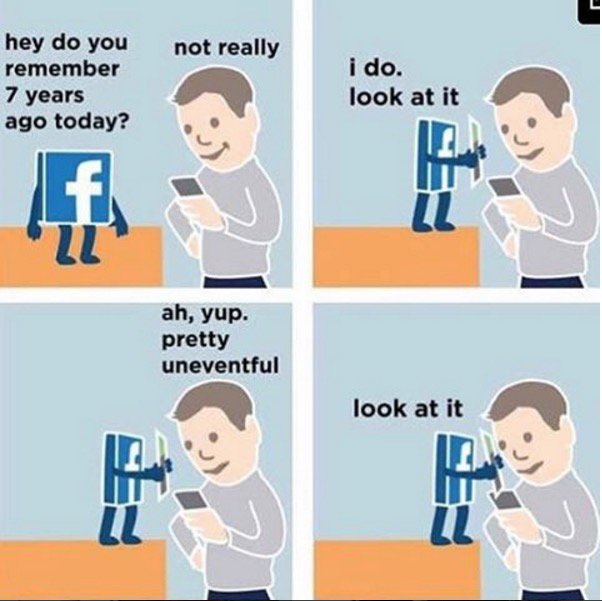 hey do you
remember
7 years
ago today?
not really
i do.
look at it
ah, yup.
pretty
uneventful
look at it